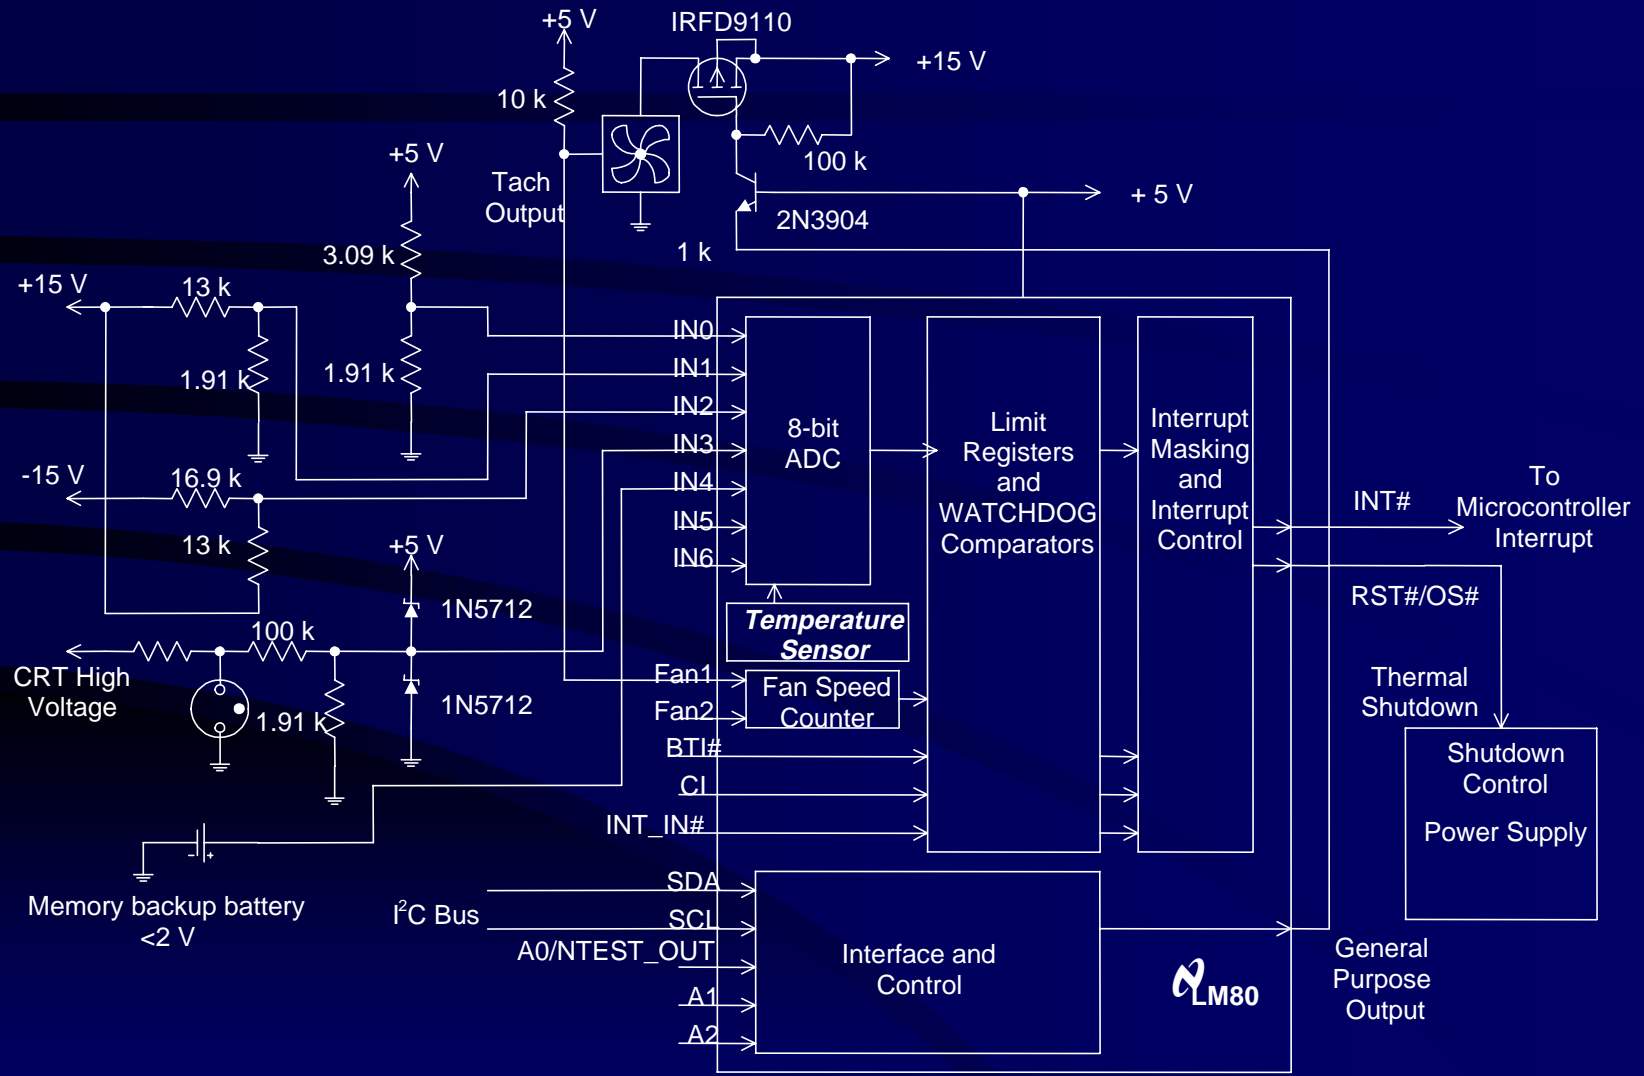 +5 V
IRFD9110
+15 V
10 k
100 k
+5 V
Tach
Output
+ 5 V
2N3904
3.09 k
1 k
+15 V
13 k
1.91 k
1.91 k
IN0
IN1
IN2
IN3
IN4
IN5
IN6
8-bit
ADC
Limit
Registers
and
WATCHDOG
Comparators
Interrupt
Masking
and
Interrupt
Control
INT#
To
Microcontroller
Interrupt
-15 V
16.9 k
13 k
+5 V
1N5712
RST#/OS#
Temperature
Sensor
100 k
CRT High
Voltage
1.91 k
1N5712
Fan1
Fan2
Fan Speed
Counter
Thermal
Shutdown
BTI#
CI
INT_IN#
Shutdown
Control
Power Supply
- +
Memory backup battery
<2 V
I2C Bus
SDA
SCL
A0/NTEST_OUT
A1
A2
Interface and
Control
LM80
General
Purpose
Output